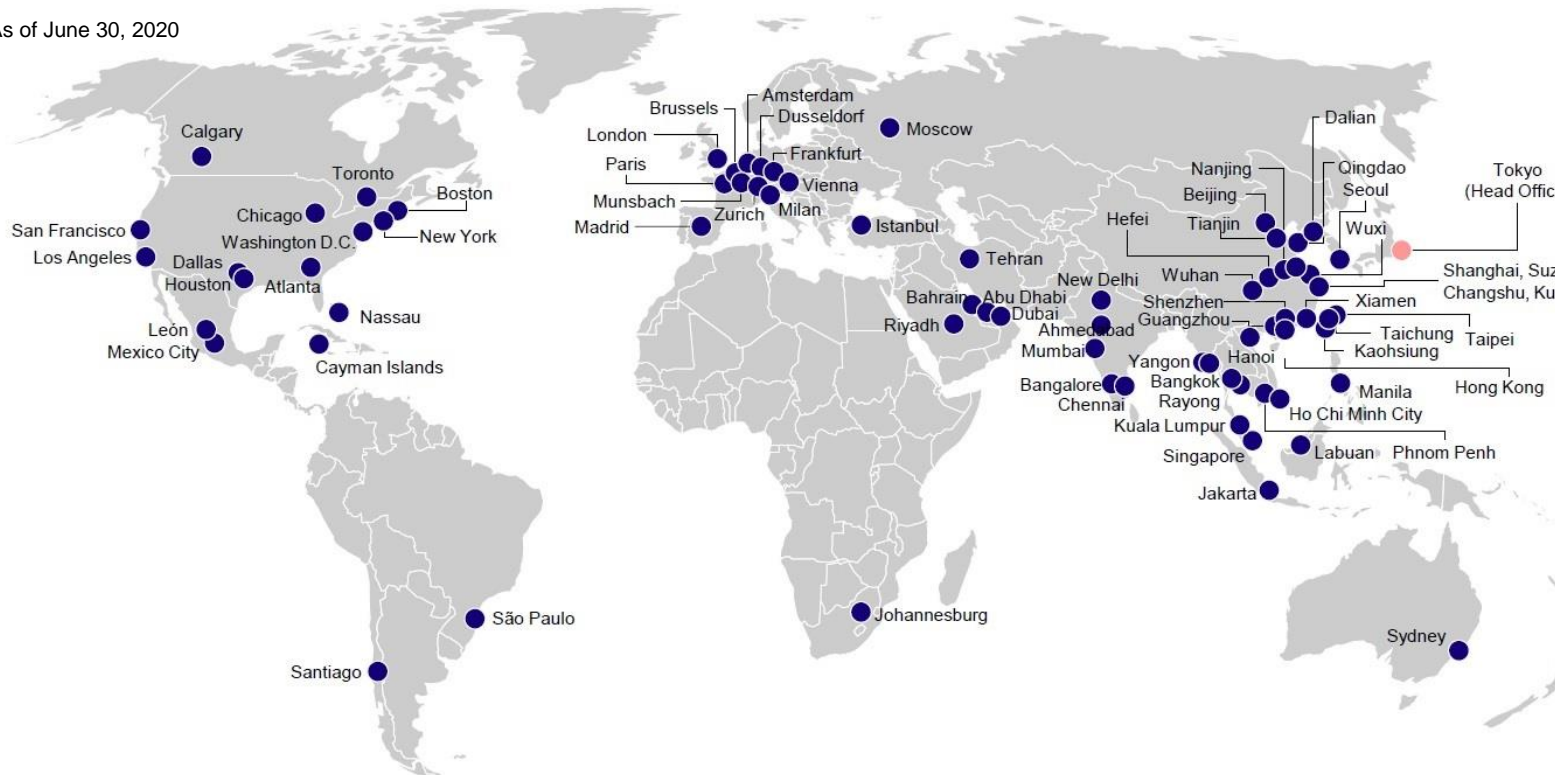 As of June 30, 2020
Calgary
Toronto
Boston
Chicago
San Francisco
Washington D.C.
New York
Los Angeles
Dallas
Houston
Atlanta
Nassau
León
Mexico City
Cayman Islands
São Paulo
Santiago
Brussels
Amsterdam
Dusseldorf
London
Frankfurt
Paris
Vienna
Munsbach
Zurich
Milan
Madrid
Moscow
Istanbul
Tehran
Bahrain
Abu Dhabi
Dubai
Riyadh
Johannesburg
New Delhi
Ahmedabad
Mumbai
Bangalore
Chennai
Dalian
Nanjing
Qingdao
Beijing
Seoul
Hefei
Tianjin
Wuxi
Tokyo
(Head Offic
Wuhan
Shanghai, Suz
Changshu, Ku
Shenzhen
Xiamen
Guangzhou
Taichung
Taipei
Kaohsiung
Hanoi
Hong Kong
Yangon
Bangkok
Rayong
Manila
Ho Chi Minh City
Kuala Lumpur
Singapore
Labuan
Phnom Penh
Jakarta
Sydney